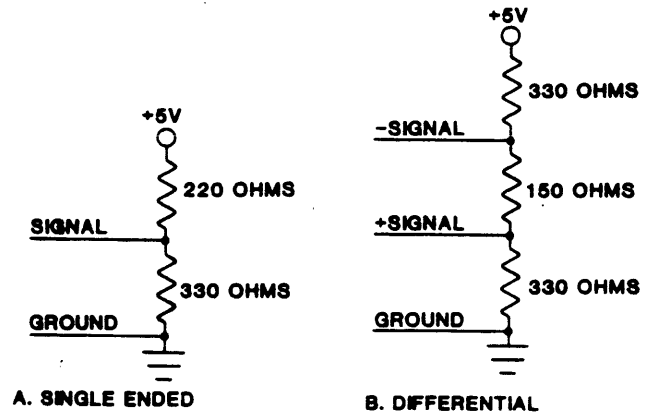 +5V
220 OHMS
SIGNAL
330 OHMS
GROUND
A. SINGLE ENDED
+5V
330 OHMS
-SIGNAL
150 OHMS
+SIGNAL
330 OHMS
GROUND
B. DIFFERENTIAL